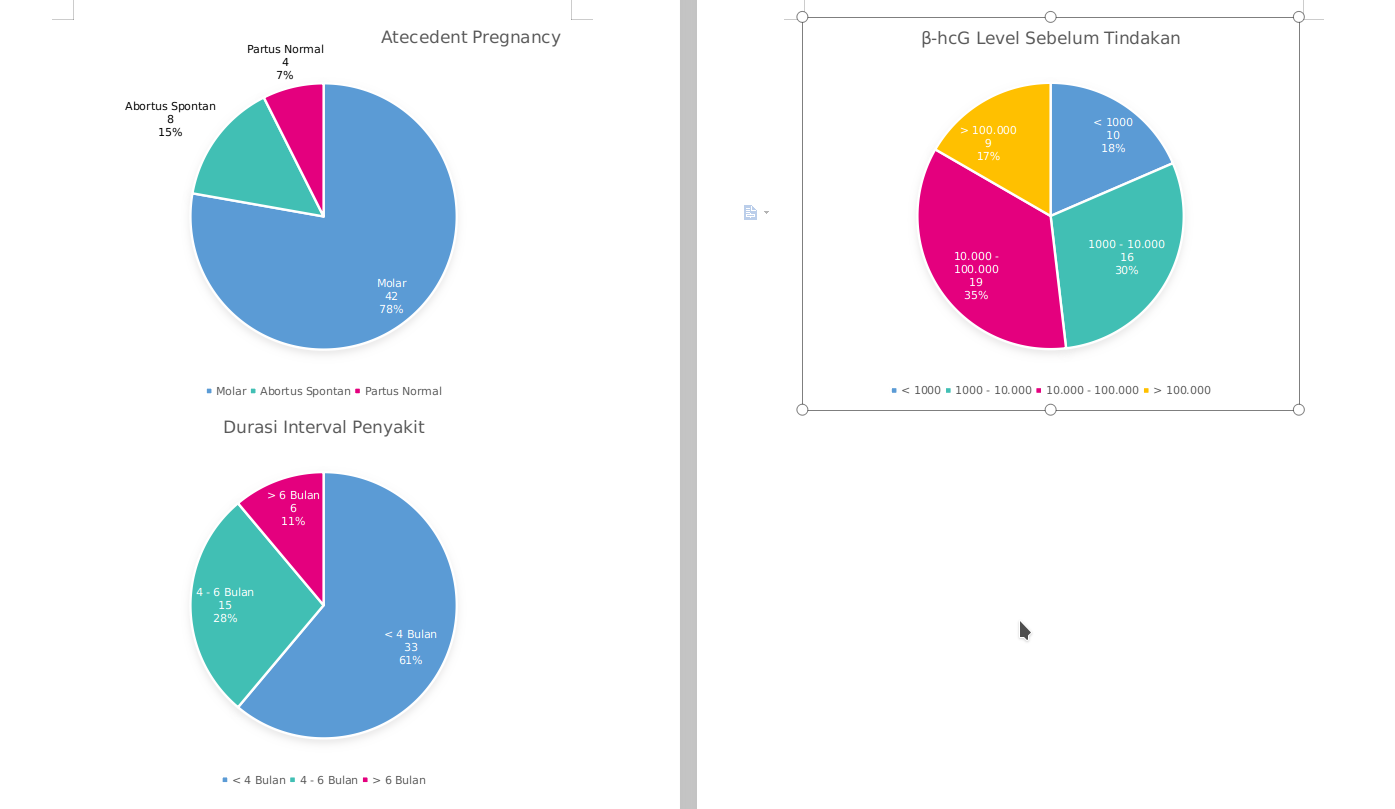 Atecedent Pregnancy
Partus Normal
4
7%
Abortus Spontan
8
15%
Molar
42
78%
Molar Abortus Spontan Partus Normal
Durasi Interval Penyakit
> 6 Bulan
6
11%
4 - 6 Bulan
15
28%
< 4 Bulan
33
61%
< 4 Bulan 4 - 6 Bulan > 6 Bulan
β-hcG Level Sebelum Tindakan
> 100.000
9
17%
< 1000
10
18%
1000 - 10.000
16
30%
10.000 -
100.000
19
35%
< 1000 1000 - 10.000 10.000 - 100.000 > 100.000